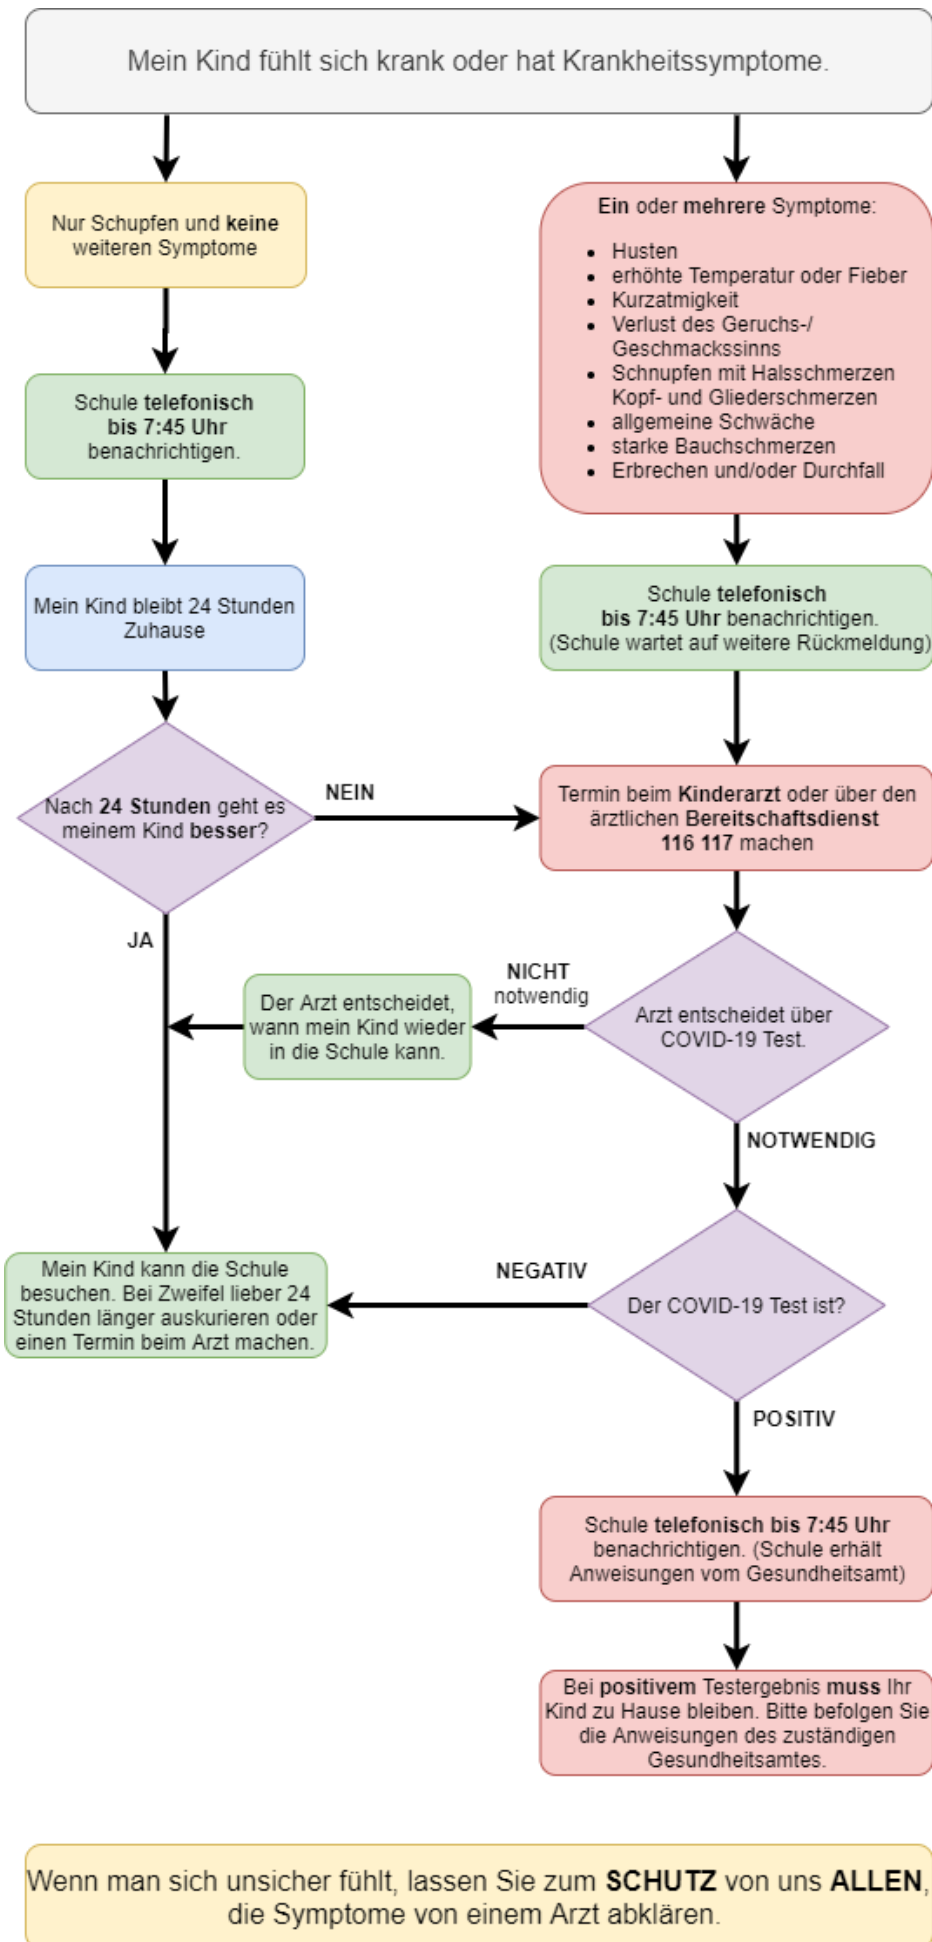 Mein Kind fühlt sich krank oder hat Krankheitssymptome.
Nur Schupfen und keine
weiteren Symptome
Schule telefonisch
bis 7:45 Uhr
benachrichtigen.
Mein Kind bleibt 24 Stunden
Zuhause
Nach 24 Stunden geht es
meinem Kind besser?
NEIN
JA
Ein oder mehrere Symptome:
• Husten
• erhöhte Temperatur oder Fieber
• Kurzatmigkeit
• Verlust des Geruchs-/
Geschmackssinns
• Schnupfen mit Halsschmerzen
Kopf- und Gliederschmerzen
• allgemeine Schwäche
• starke Bauchschmerzen
• Erbrechen und/oder Durchfall
Schule telefonisch
bis 7:45 Uhr benachrichtigen.
(Schule wartet auf weitere Rückmeldung)
Termin beim Kinderarzt oder über den
ärztlichen Bereitschaftsdienst
116 117 machen
Arzt entscheidet über
COVID-19 Test.
NICHT
notwendig
Der Arzt entscheidet,
wann mein Kind wieder
in die Schule kann.
NOTWENDIG
Der COVID-19 Test ist?
NEGATIV
Mein Kind kann die Schule
besuchen. Bei Zweifel lieber 24
Stunden länger auskurieren oder
einen Termin beim Arzt machen.
POSITIV
Schule telefonisch bis 7:45 Uhr
benachrichtigen. (Schule erhält
Anweisungen vom Gesundheitsamt)
Bei positivem Testergebnis muss Ihr
Kind zu Hause bleiben. Bitte befolgen Sie
die Anweisungen des zuständigen
Gesundheitsamtes.
Wenn man sich unsicher fühlt, lassen Sie zum SCHUTZ von uns ALLEN,
die Symptome von einem Arzt abklären.